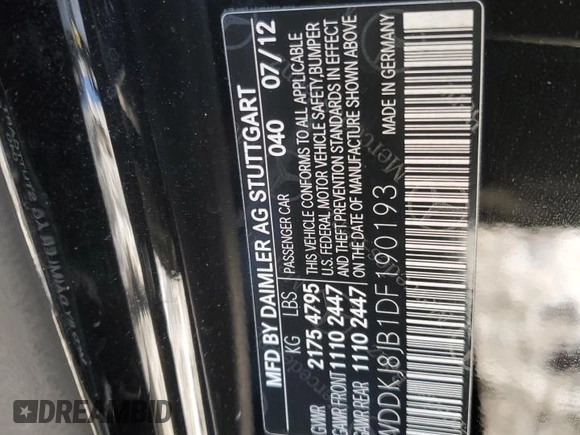 MFD BY DAIMLER AG STUTTGART
040 07/12
KG LBS PASSENGER CAR
GVWR 2175 4795
GAWR FRONT 1110 2447
GAWR REAR 1110 2447
THIS VEHICLE CONFORMS TO ALL APPLICABLE
U.S. FEDERAL MOTOR VEHICLE SAFETY,BUMPER
AND THEFT PREVENTION STANDARDS IN EFFECT
ON THE DATE OF MANUFACTURE SHOWN ABOVE
MADE IN GERMANY
WDDKJ8JB1DF190193
DREAMBID